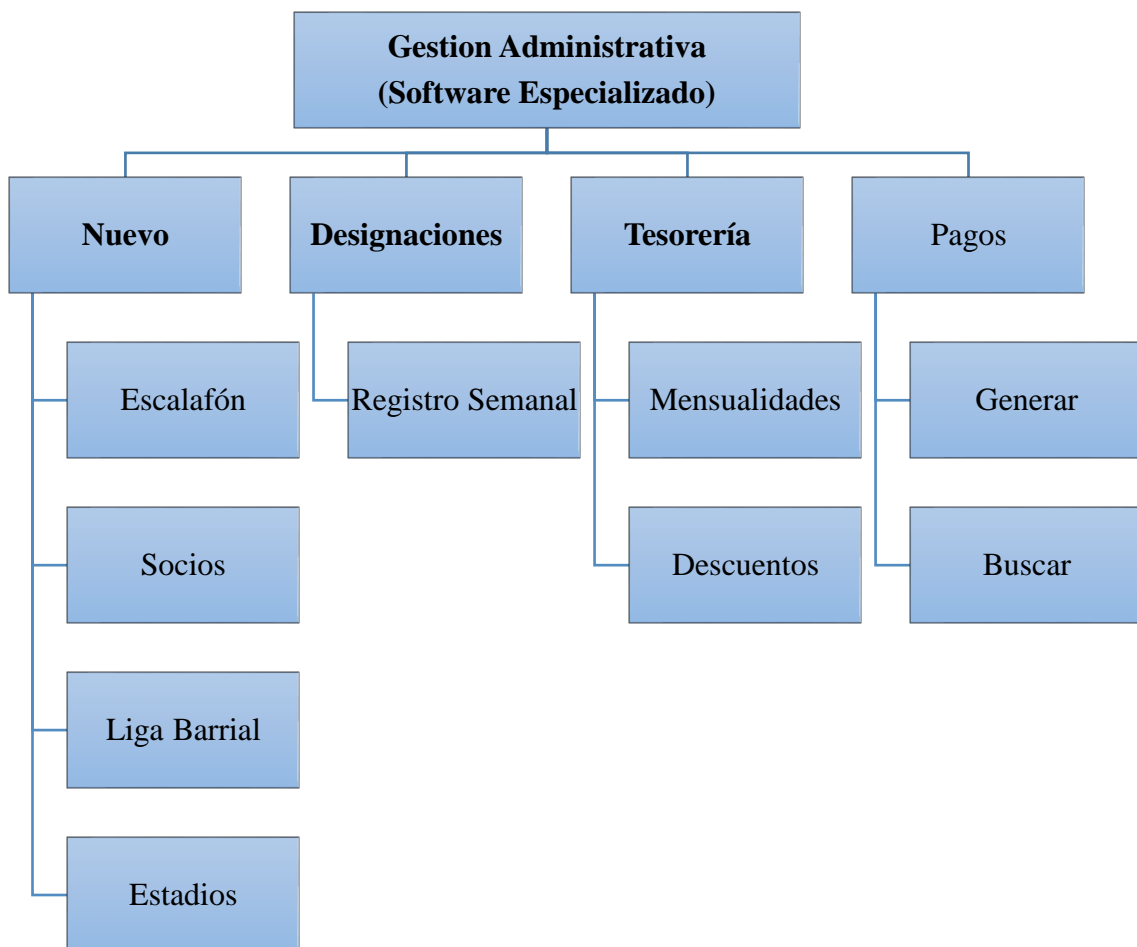 Gestion Administrativa
(Software Especializado)
Nuevo
Designaciones
Tesorería
Pagos
Escalafón
Registro Semanal
Mensualidades
Generar
Socios
Descuentos
Buscar
Liga Barrial
Estadios